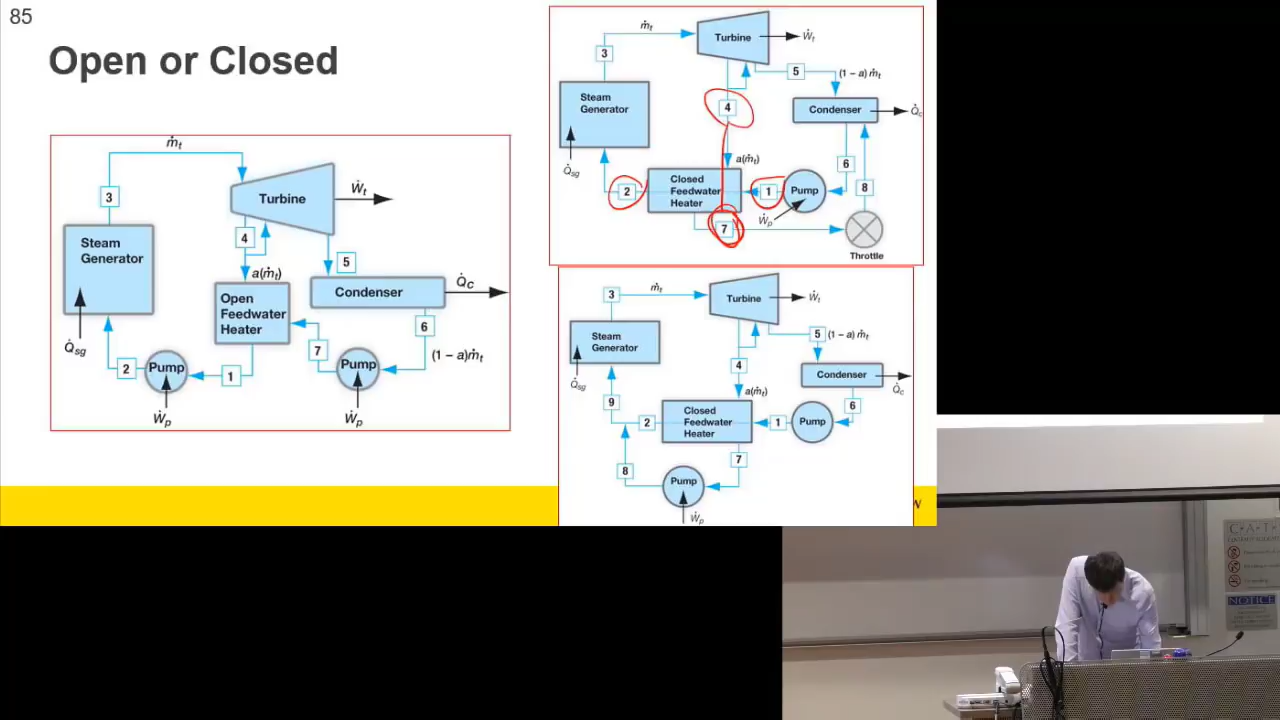 85
Open or Closed
ṁt
3
Turbine
Ẇt
Steam
Generator
4
5
a(ṁt)
Open
Feedwater
Heater
Condenser
Q̇C
Q̇sg
6
(1-a)ṁt
7
2
Pump
1
Pump
Ẇp
Ẇp
ṁt
Turbine
Ẇt
3
5
(1 - a) ṁt
Steam
Generator
4
Condenser
Q̇c
Q̇sg
a(ṁt)
6
2
Closed
Feedwater
Heater
1
Pump
8
Ẇp
7
Throttle
3
ṁt
Turbine
Ẇt
Steam
Generator
5
(1 - a) ṁt
4
Condenser
Q̇sg
Q̇c
a(ṁt)
9
6
2
Closed
Feedwater
Heater
1
Pump
7
8
Pump
Ẇp
W
NOTICE